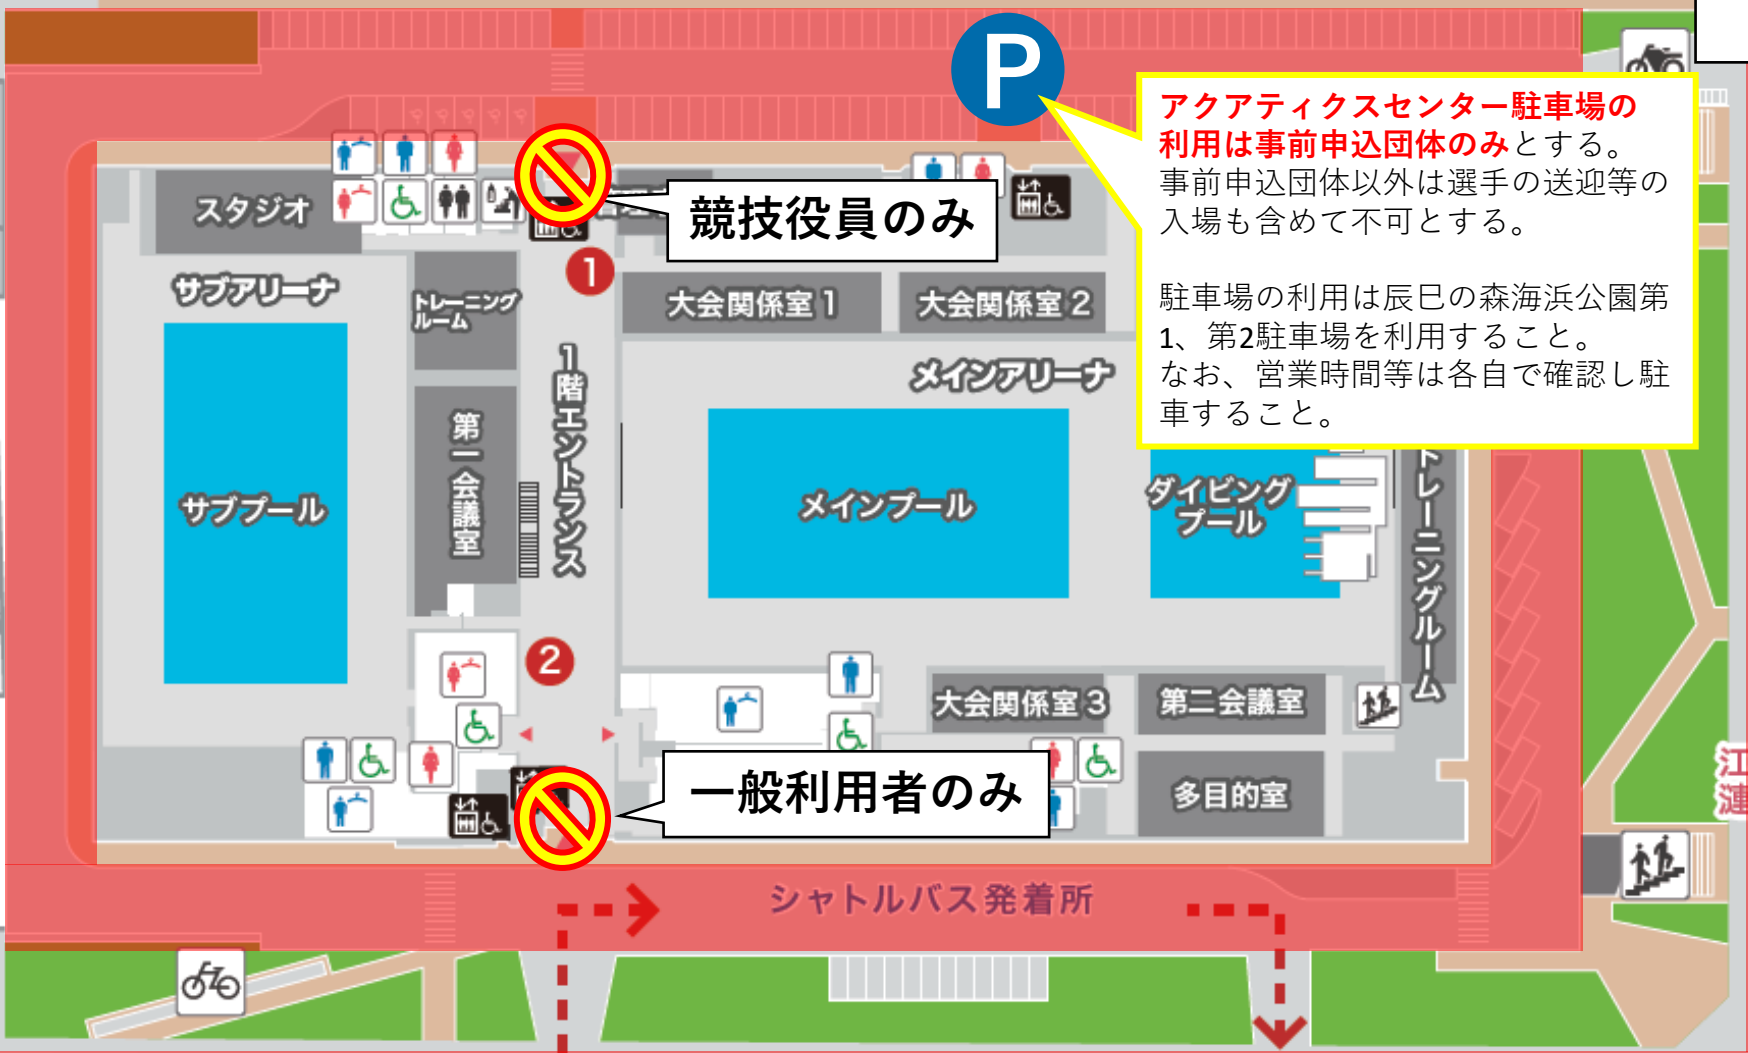 P
アクアティクスセンター駐車場の
利用は事前申込団体のみとする。
事前申込団体以外は選手の送迎等の
入場も含めて不可とする。
駐車場の利用は辰巳の森海浜公園第
1、第2駐車場を利用すること。
なお、営業時間等は各自で確認し駐
車すること。
スタジオ
競技役員のみ
1
サブアリーナ
トレーニング
ルーム
大会関係室 1
大会関係室 2
1階エントランス
メインアリーナ
第一会議室
サブプール
メインプール
ダイビング
プール
トレーニングルーム
2
大会関係室 3
第二会議室
一般利用者のみ
多目的室
江
シャトルバス発着所